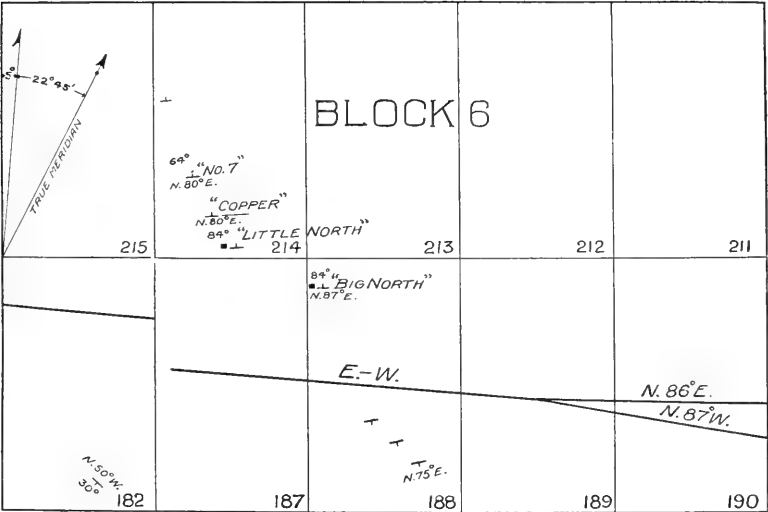 5°
22°45'
TRUE MERIDIAN
BLOCK 6
64°
"NO. 7"
N. 80° E.
"COPPER"
N. 80° E.
84° "LITTLE NORTH"
215
214
213
212
211
84° "BIG NORTH"
N. 87° E.
E.-W.
N. 86° E.
N. 87° W.
N. 50° W.
30°
N. 75° E.
182
187
188
189
190